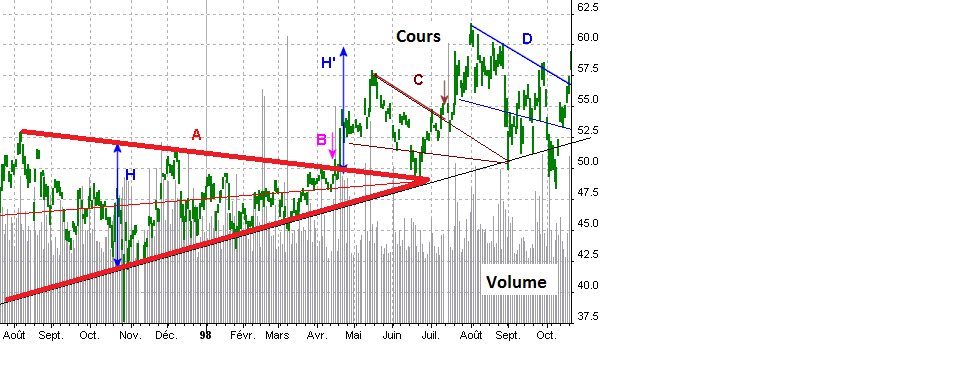 62.5
Cours
D
60.0
H'
57.5
C
55.0
A
B
52.5
H
50.0
47.5
45.0
42.5
Volume
40.0
37.5
Août Sept. Oct. Nov. Déc. 98 Févr. Mars Avr. Mai Juin Juil. Août Sept. Oct.